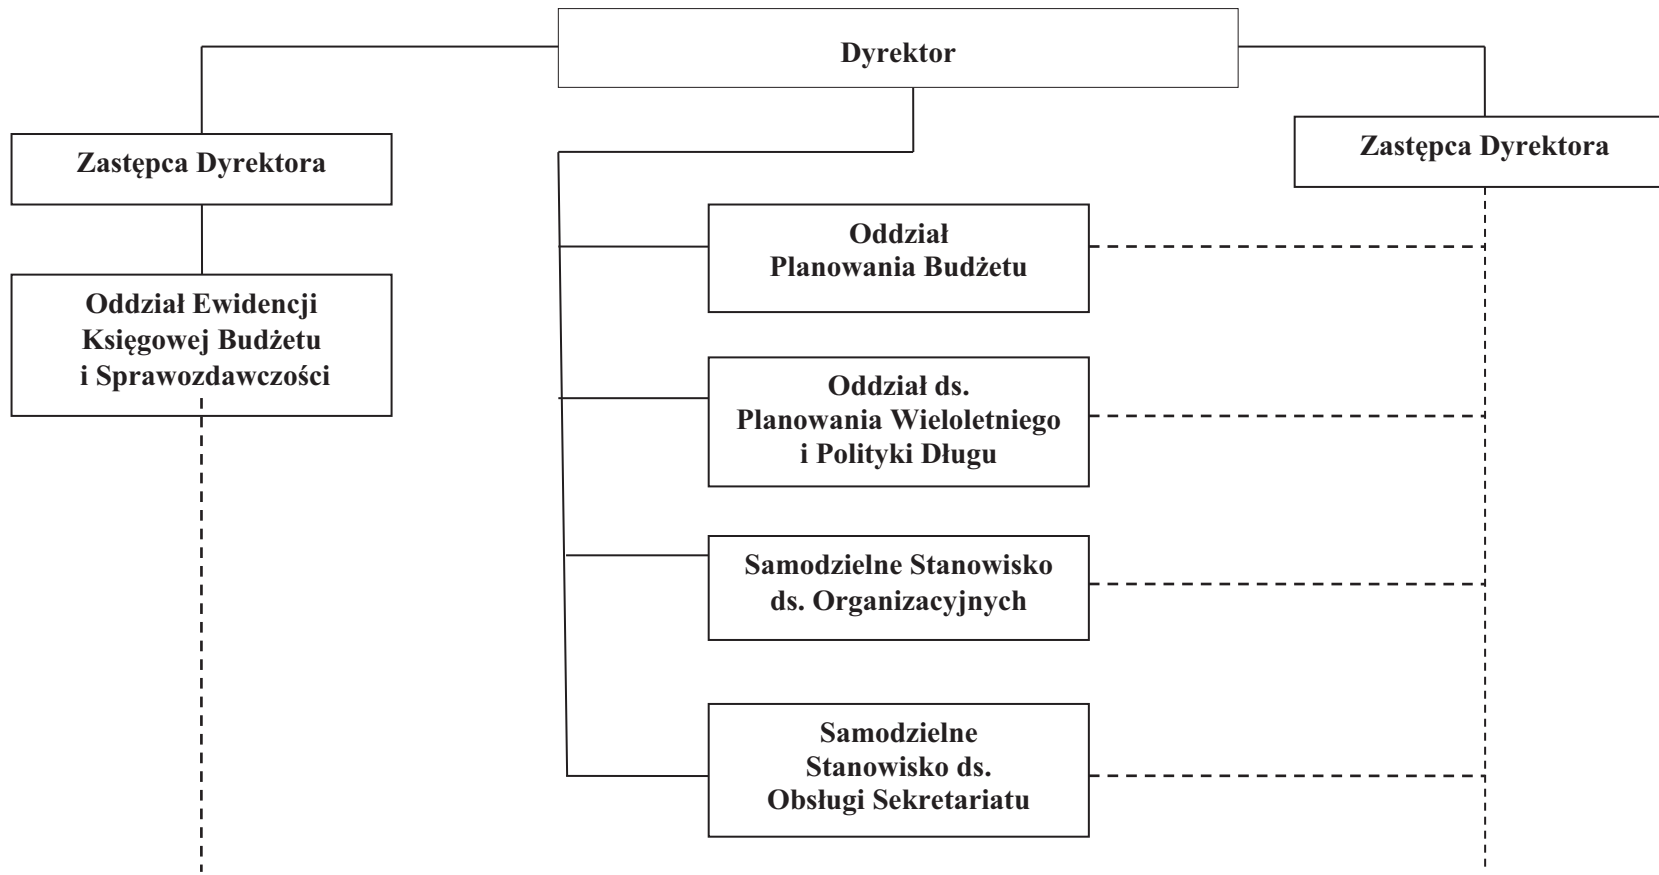 Dyrektor
Zastępca Dyrektora
Zastępca Dyrektora
Oddział Ewidencji
Księgowej Budżetu
i Sprawozdawczości
Oddział
Planowania Budżetu
Oddział ds.
Planowania Wieloletniego
i Polityki Długu
Samodzielne Stanowisko
ds. Organizacyjnych
Samodzielne
Stanowisko ds.
Obsługi Sekretariatu